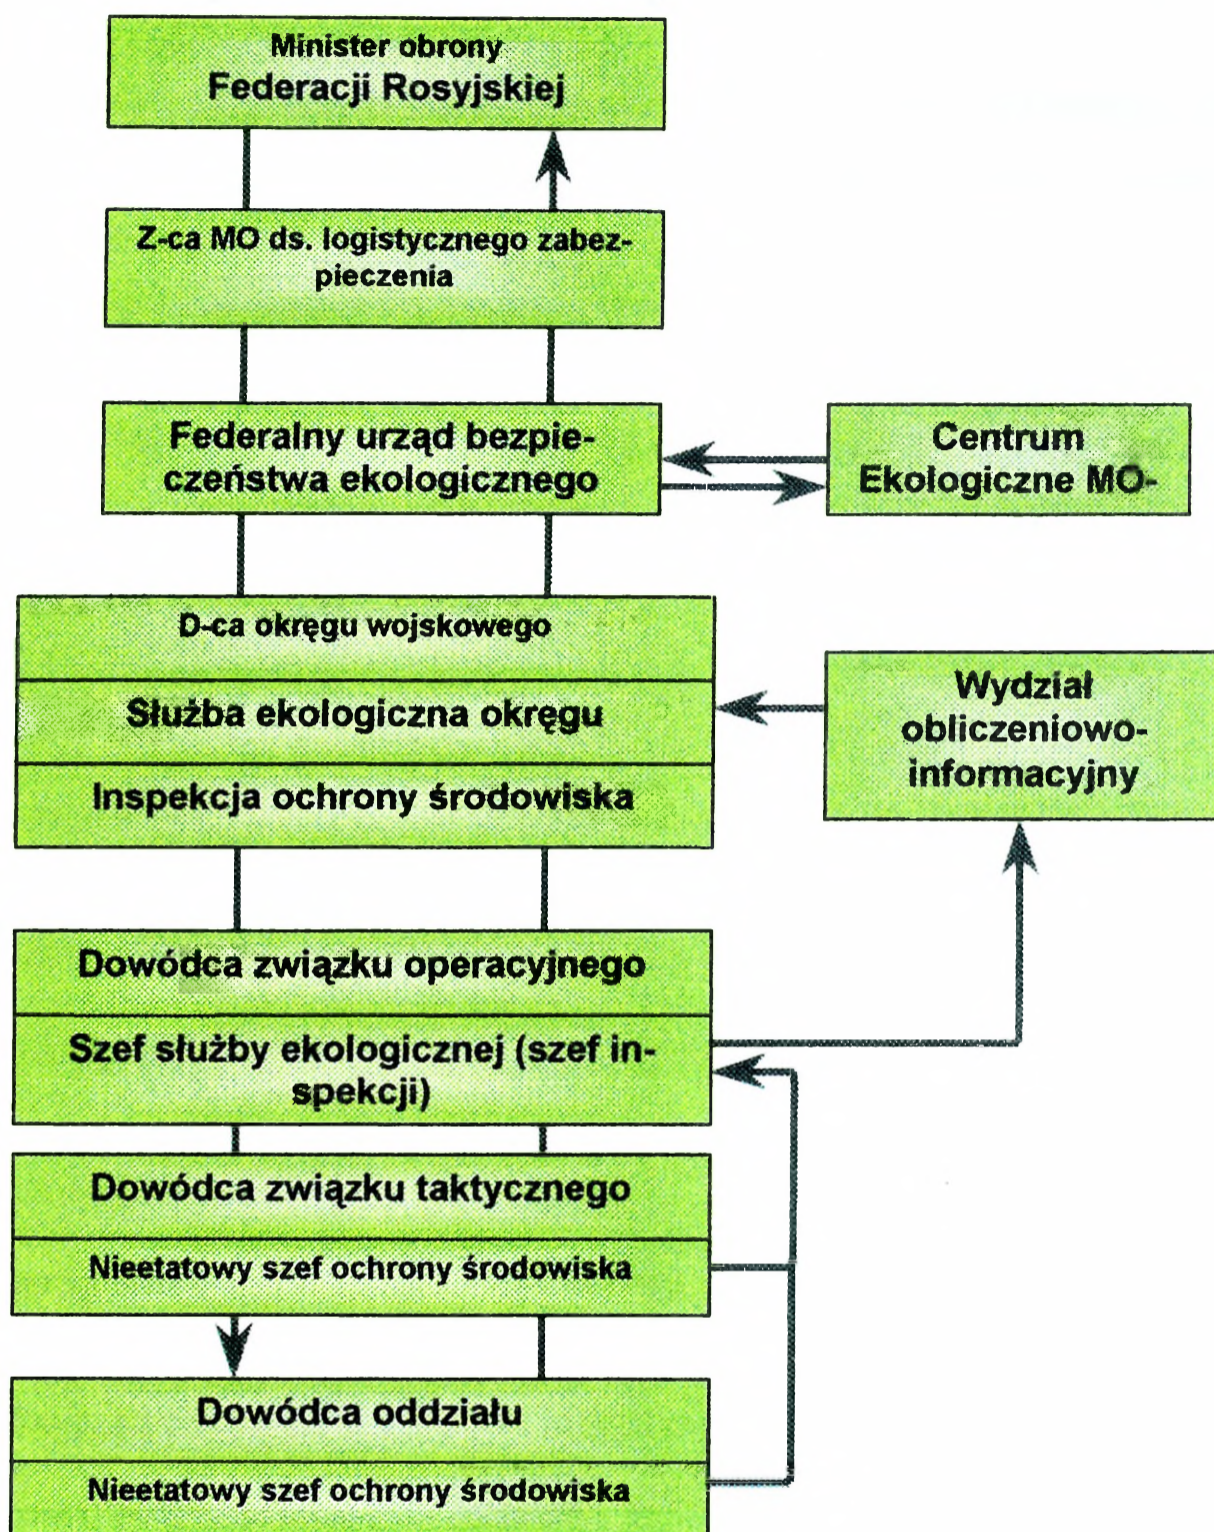 Minister obrony
Federacji Rosyjskiej
Z-ca MO ds. logistycznego zabez-
pieczenia
Federalny urząd bezpie-
czeństwa ekologicznego
Centrum
Ekologiczne MO-
D-ca okręgu wojskowego
Służba ekologiczna okręgu
Inspekcja ochrony środowiska
Wydział
obliczeniowo-
informacyjny
Dowódca związku operacyjnego
Szef służby ekologicznej (szef in-
spekcji)
Dowódca związku taktycznego
Nieetatowy szef ochrony środowiska
Dowódca oddziału
Nieetatowy szef ochrony środowiska